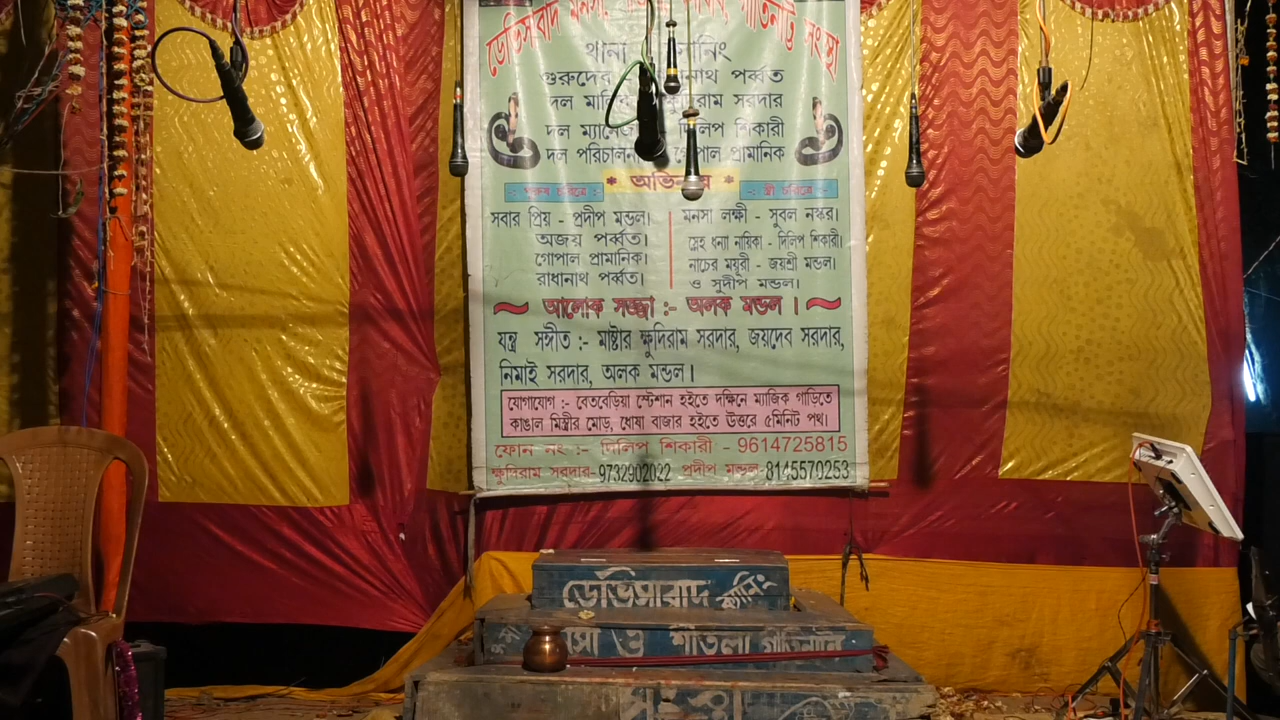 ডেভিসাবাদ মনসা গীতিনাট্য সংস্থা
থানা ক্যানিং
গুরুদেব নাথ পর্ব্বত
দল মালিক ক্ষুদিরাম সরদার
দল ম্যানেজার দিলিপ শিকারী
দল পরিচালনায় গোপাল প্রামানিক
* অভিনয় *
-: পুরুষ চরিত্রে :-
-: স্ত্রী চরিত্রে :-
সবার প্রিয় - প্রদীপ মন্ডল।
অজয় পর্ব্বত।
গোপাল প্রামানিক।
রাধানাথ পর্ব্বত।
মনসা লক্ষী - সুবল নস্কর।
স্নেহ ধন্যা নায়িকা - দিলিপ শিকারী।
নাচের ময়ূরী - জয়শ্রী মন্ডল।
ও সুদীপ মন্ডল।
আলোক সজ্জা :- অলক মন্ডল।
যন্ত্র সঙ্গীত :- মাষ্টার ক্ষুদিরাম সরদার, জয়দেব সরদার,
নিমাই সরদার, অলক মন্ডল।
যোগাযোগ :- বেতবেড়িয়া স্টেশান হইতে দক্ষিনে ম্যাজিক গাড়িতে
কাঙাল মিস্ত্রীর মোড়, ধোষা বাজার হইতে উত্তরে ৫মিনিট পথ।
ফোন নং :- দিলিপ শিকারী - 9614725815
ক্ষুদিরাম সরদার-9732902022 প্রদীপ মন্ডল-8145570253
ডেভিসাবাদ ক্যানিং
মনসা ও শীতলা গীতিনাট্য
সংস্থা